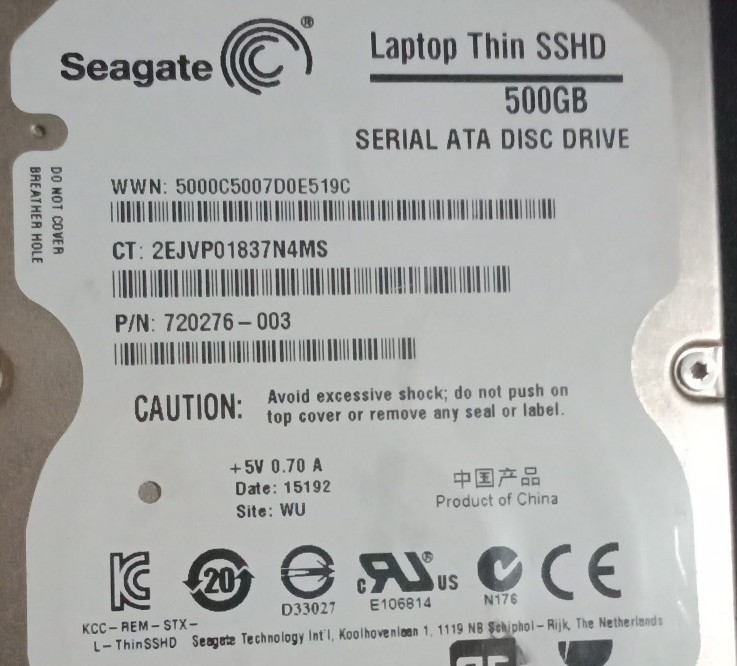 Seagate®
Laptop Thin SSHD
500GB
SERIAL ATA DISC DRIVE
DO NOT COVER
BREATHER HOLE
WWN: 5000C5007D0E519C
CT: 2EJVP01837N4MS
P/N: 720276-003
CAUTION: Avoid excessive shock; do not push on
top cover or remove any seal or label.
+5V 0.70 A
Date: 15192
Site: WU
中国产品
Product of China
20
D33027
c RU® US
E106814
N176
CE
KCC-REM-STX-
L-ThinSSHD
Seagate Technology Int'l, Koolhovenlaan 1, 1119 NB Schiphol-Rijk, The Netherlands